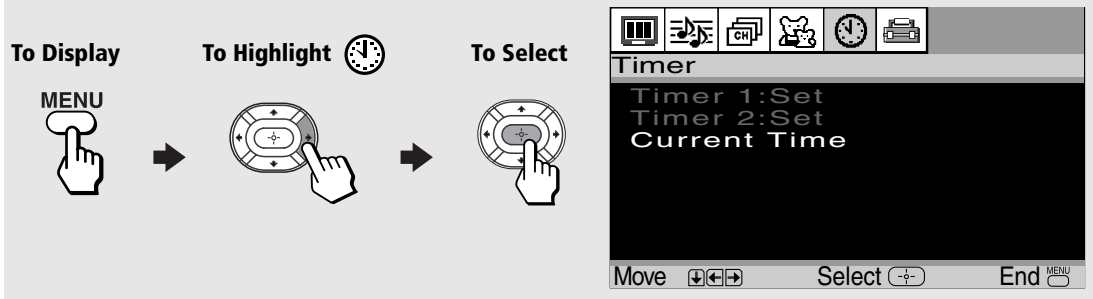 To Display
To Highlight
To Select
MENU
CH
Timer
Timer 1:Set
Timer 2:Set
Current Time
Move Select End MENU